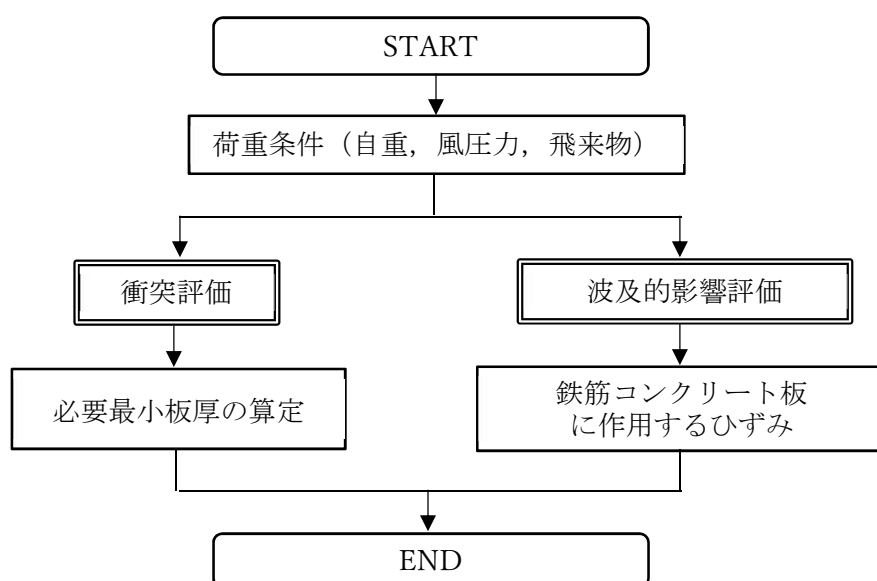 START
荷重条件（自重，風圧力，飛来物）
衝突評価
波及的影響評価
必要最小板厚の算定
鉄筋コンクリート板
に作用するひずみ
END